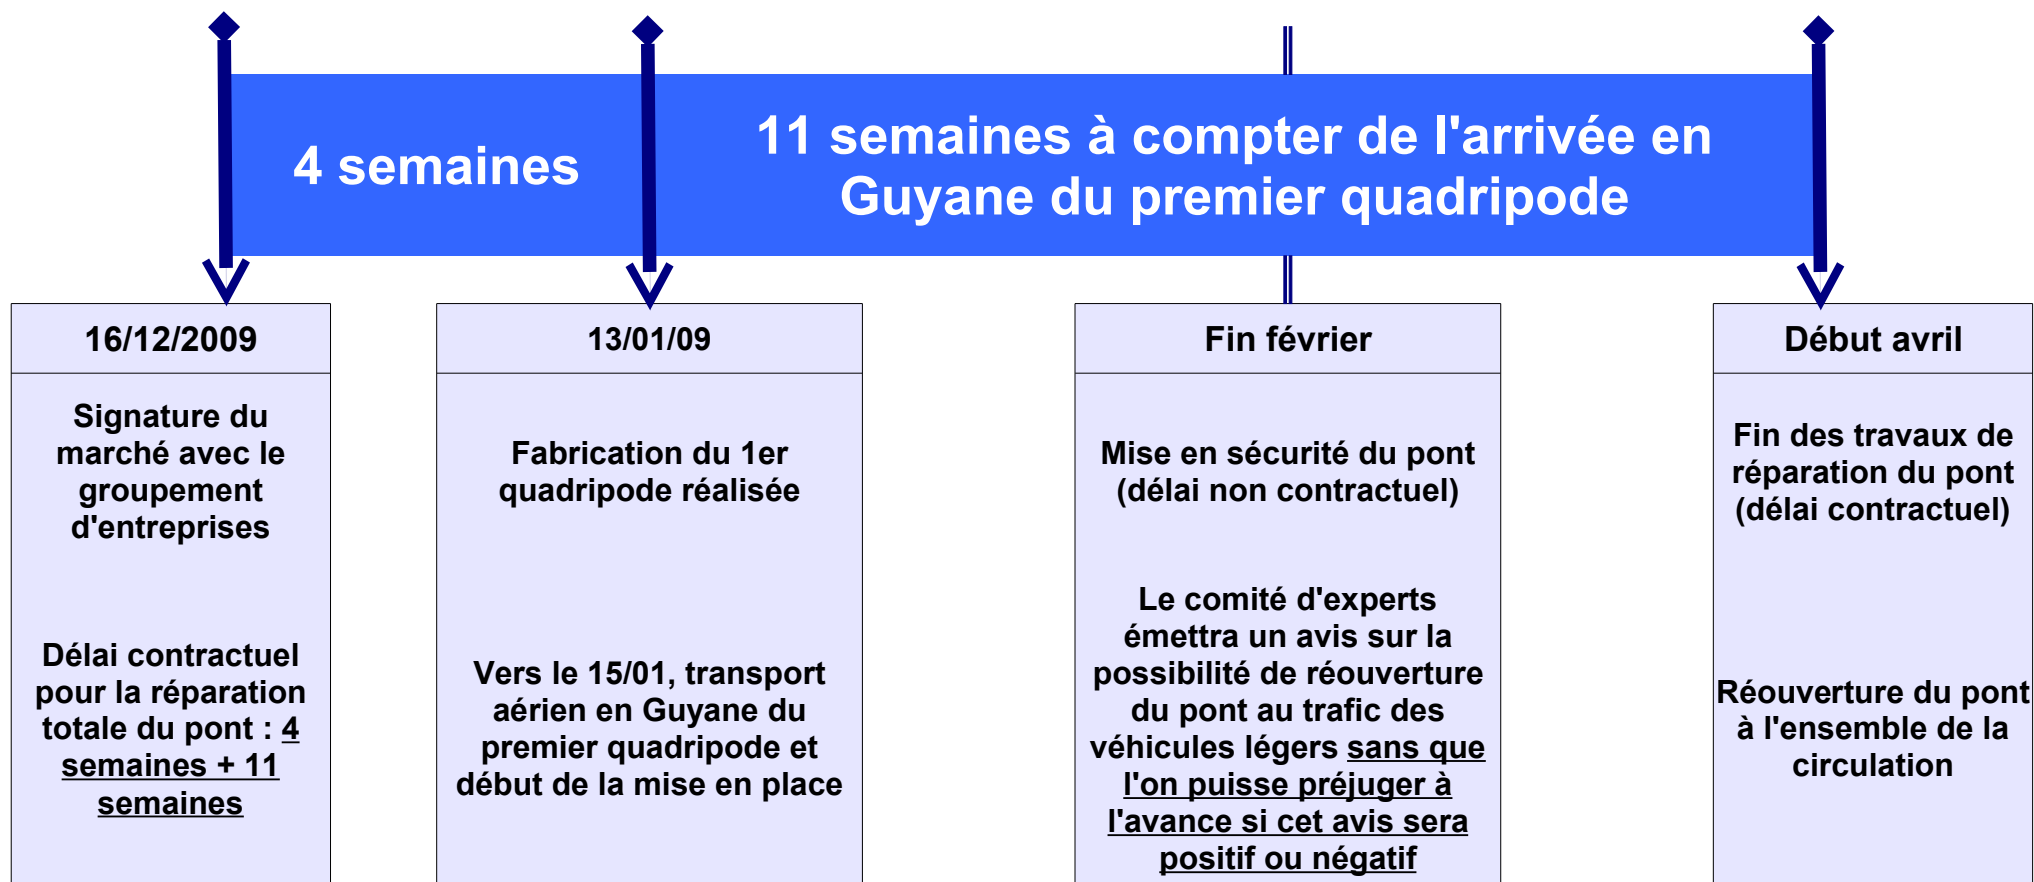 4 semaines
11 semaines à compter de l'arrivée en
Guyane du premier quadripode
16/12/2009
Signature du
marché avec le
groupement
d'entreprises
Délai contractuel
pour la réparation
totale du pont : 4
semaines + 11
semaines
13/01/09
Fabrication du 1er
quadripode réalisée
Vers le 15/01, transport
aérien en Guyane du
premier quadripode et
début de la mise en place
Fin février
Mise en sécurité du pont
(délai non contractuel)
Le comité d'experts
émettra un avis sur la
possibilité de réouverture
du pont au trafic des
véhicules légers sans que
l'on puisse préjuger à
l'avance si cet avis sera
positif ou négatif
Début avril
Fin des travaux de
réparation du pont
(délai contractuel)
Réouverture du pont
à l'ensemble de la
circulation